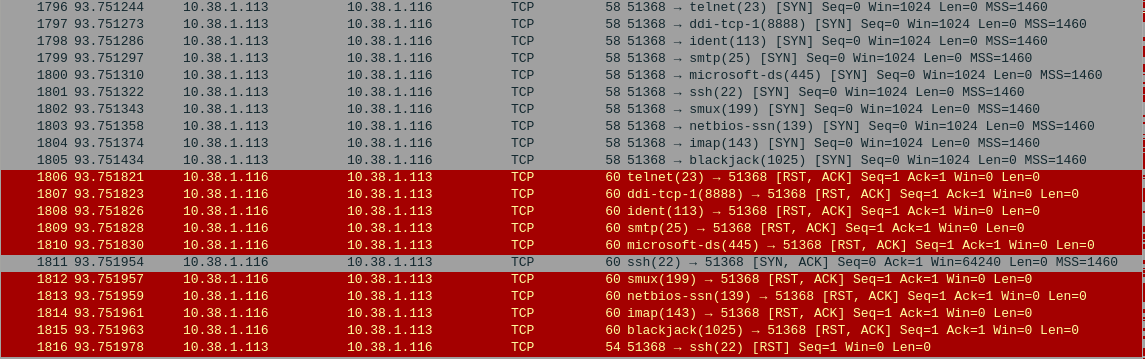 1796 93.751244 10.38.1.113 10.38.1.116 TCP 58 51368 → telnet(23) [SYN] Seq=0 Win=1024 Len=0 MSS=1460
1797 93.751273 10.38.1.113 10.38.1.116 TCP 58 51368 → ddi-tcp-1(8888) [SYN] Seq=0 Win=1024 Len=0 MSS=1460
1798 93.751286 10.38.1.113 10.38.1.116 TCP 58 51368 → ident(113) [SYN] Seq=0 Win=1024 Len=0 MSS=1460
1799 93.751297 10.38.1.113 10.38.1.116 TCP 58 51368 → smtp(25) [SYN] Seq=0 Win=1024 Len=0 MSS=1460
1800 93.751310 10.38.1.113 10.38.1.116 TCP 58 51368 → microsoft-ds(445) [SYN] Seq=0 Win=1024 Len=0 MSS=1460
1801 93.751322 10.38.1.113 10.38.1.116 TCP 58 51368 → ssh(22) [SYN] Seq=0 Win=1024 Len=0 MSS=1460
1802 93.751343 10.38.1.113 10.38.1.116 TCP 58 51368 → smux(199) [SYN] Seq=0 Win=1024 Len=0 MSS=1460
1803 93.751358 10.38.1.113 10.38.1.116 TCP 58 51368 → netbios-ssn(139) [SYN] Seq=0 Win=1024 Len=0 MSS=1460
1804 93.751374 10.38.1.113 10.38.1.116 TCP 58 51368 → imap(143) [SYN] Seq=0 Win=1024 Len=0 MSS=1460
1805 93.751434 10.38.1.113 10.38.1.116 TCP 58 51368 → blackjack(1025) [SYN] Seq=0 Win=1024 Len=0 MSS=1460
1806 93.751821 10.38.1.116 10.38.1.113 TCP 60 telnet(23) → 51368 [RST, ACK] Seq=1 Ack=1 Win=0 Len=0
1807 93.751823 10.38.1.116 10.38.1.113 TCP 60 ddi-tcp-1(8888) → 51368 [RST, ACK] Seq=1 Ack=1 Win=0 Len=0
1808 93.751826 10.38.1.116 10.38.1.113 TCP 60 ident(113) → 51368 [RST, ACK] Seq=1 Ack=1 Win=0 Len=0
1809 93.751828 10.38.1.116 10.38.1.113 TCP 60 smtp(25) → 51368 [RST, ACK] Seq=1 Ack=1 Win=0 Len=0
1810 93.751830 10.38.1.116 10.38.1.113 TCP 60 microsoft-ds(445) → 51368 [RST, ACK] Seq=1 Ack=1 Win=0 Len=0
1811 93.751954 10.38.1.116 10.38.1.113 TCP 60 ssh(22) → 51368 [SYN, ACK] Seq=0 Ack=1 Win=64240 Len=0 MSS=1460
1812 93.751957 10.38.1.116 10.38.1.113 TCP 60 smux(199) → 51368 [RST, ACK] Seq=1 Ack=1 Win=0 Len=0
1813 93.751959 10.38.1.116 10.38.1.113 TCP 60 netbios-ssn(139) → 51368 [RST, ACK] Seq=1 Ack=1 Win=0 Len=0
1814 93.751961 10.38.1.116 10.38.1.113 TCP 60 imap(143) → 51368 [RST, ACK] Seq=1 Ack=1 Win=0 Len=0
1815 93.751963 10.38.1.116 10.38.1.113 TCP 60 blackjack(1025) → 51368 [RST, ACK] Seq=1 Ack=1 Win=0 Len=0
1816 93.751978 10.38.1.113 10.38.1.116 TCP 54 51368 → ssh(22) [RST] Seq=1 Win=0 Len=0